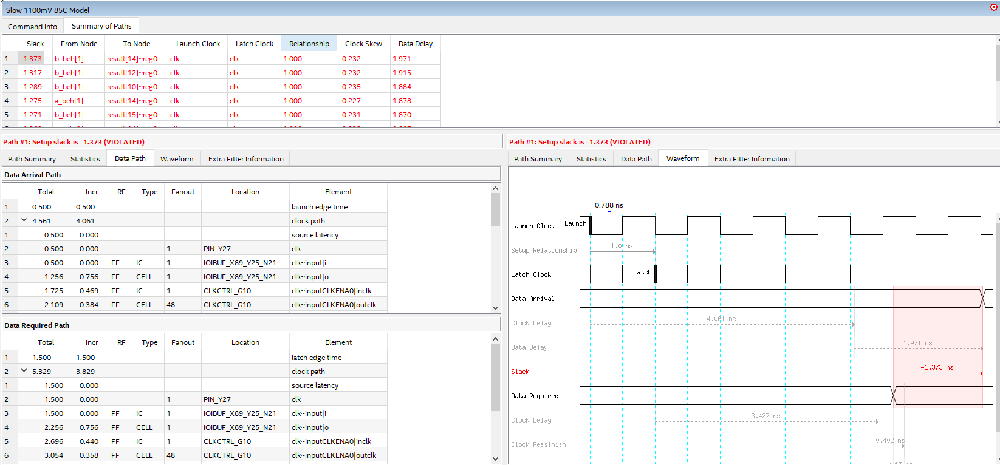 Slow 1100mV 85C Model
Command Info Summary of Paths
Slack From Node To Node Launch Clock Latch Clock Relationship Clock Skew Data Delay
1 -1.373 b_beh[1] result[14]~reg0 clk clk 1.000 -0.232 1.971
2 -1.317 b_beh[1] result[12]~reg0 clk clk 1.000 -0.232 1.915
3 -1.289 b_beh[1] result[10]~reg0 clk clk 1.000 -0.235 1.884
4 -1.275 a_beh[1] result[14]~reg0 clk clk 1.000 -0.227 1.878
5 -1.271 b_beh[1] result[15]~reg0 clk clk 1.000 -0.231 1.870
Path #1: Setup slack is -1.373 (VIOLATED)
Path Summary Statistics Data Path Waveform Extra Fitter Information
Data Arrival Path
Total Incr RF Type Fanout Location Element
1 0.500 0.500 launch edge time
2 4.561 4.061 clock path
1 0.500 0.000 source latency
2 0.500 0.000 1 PIN_Y27 clk
3 0.500 0.000 FF IC 1 IOIBUF_X89_Y25_N21 clk~input|i
4 1.256 0.756 FF CELL 1 IOIBUF_X89_Y25_N21 clk~input|o
5 1.725 0.469 FF IC 1 CLKCTRL_G10 clk~inputCLKENA0|inclk
6 2.109 0.384 FF CELL 48 CLKCTRL_G10 clk~inputCLKENA0|outclk
Data Required Path
Total Incr RF Type Fanout Location Element
1 1.500 1.500 latch edge time
2 5.329 3.829 clock path
1 1.500 0.000 source latency
2 1.500 0.000 1 PIN_Y27 clk
3 1.500 0.000 FF IC 1 IOIBUF_X89_Y25_N21 clk~input|i
4 2.256 0.756 FF CELL 1 IOIBUF_X89_Y25_N21 clk~input|o
5 2.696 0.440 FF IC 1 CLKCTRL_G10 clk~inputCLKENA0|inclk
6 3.054 0.358 FF CELL 48 CLKCTRL_G10 clk~inputCLKENA0|outclk
Path #1: Setup slack is -1.373 (VIOLATED)
Path Summary Statistics Data Path Waveform Extra Fitter Information
0.788 ns
Launch Clock Launch
Setup Relationship 1.0 ns
Latch Clock Latch
Data Arrival
Clock Delay 4.061 ns
Data Delay 1.971 ns
Slack -1.373 ns
Data Required
Clock Delay 3.427 ns
Clock Pessimism 0.402 ns